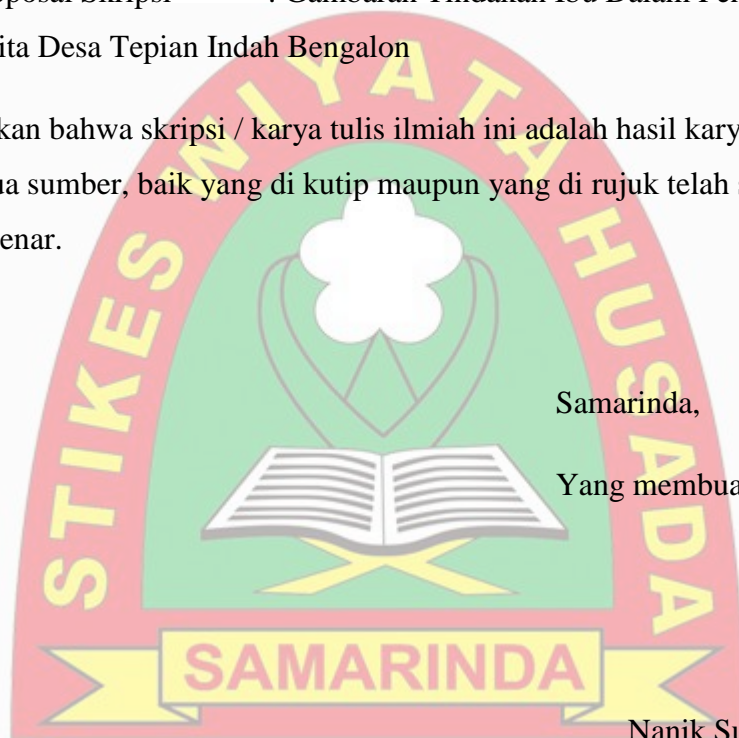 oposal Skripsi : Gambaran Tindakan Ibu Dalam Pen
ita Desa Tepian Indah Bengalon
kan bahwa skripsi / karya tulis ilmiah ini adalah hasil kary
ua sumber, baik yang di kutip maupun yang di rujuk telah s
enar.
STIKES WIYATA HUSADA
Samarinda,
Yang membua
SAMARINDA
Nanik Su